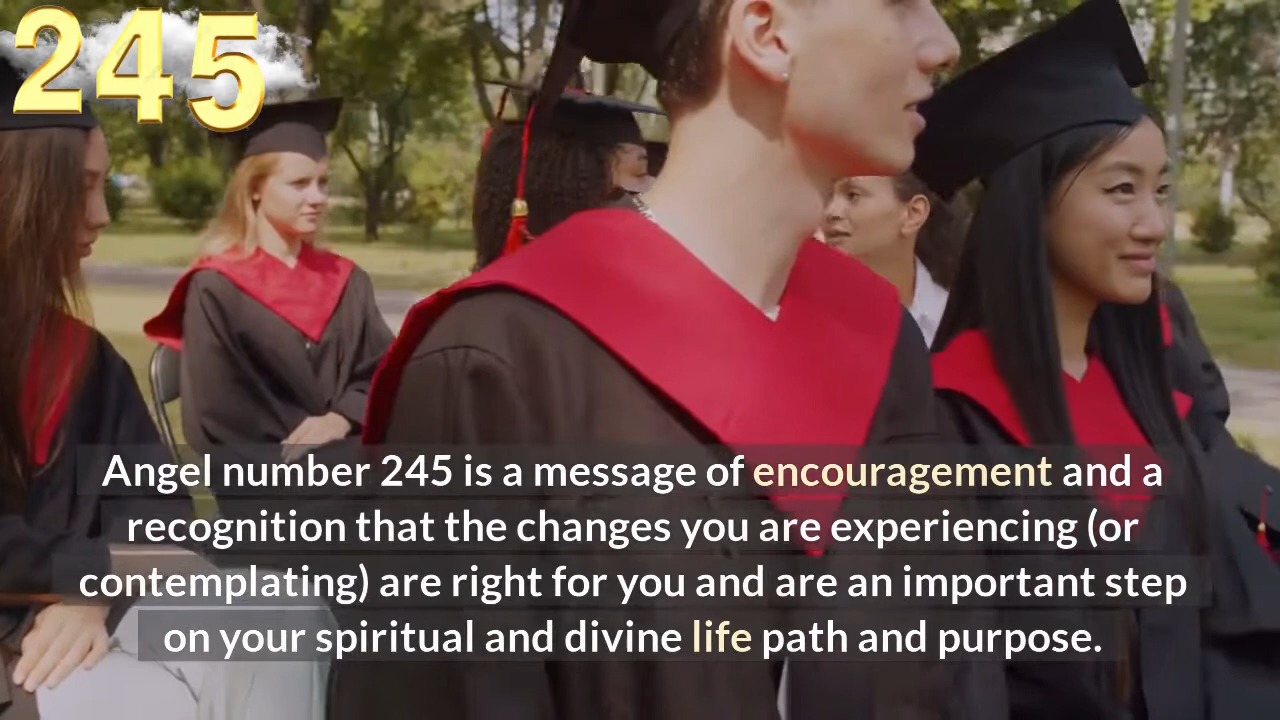 245
Angel number 245 is a message of encouragement and a
recognition that the changes you are experiencing (or
contemplating) are right for you and are an important step
on your spiritual and divine life path and purpose.